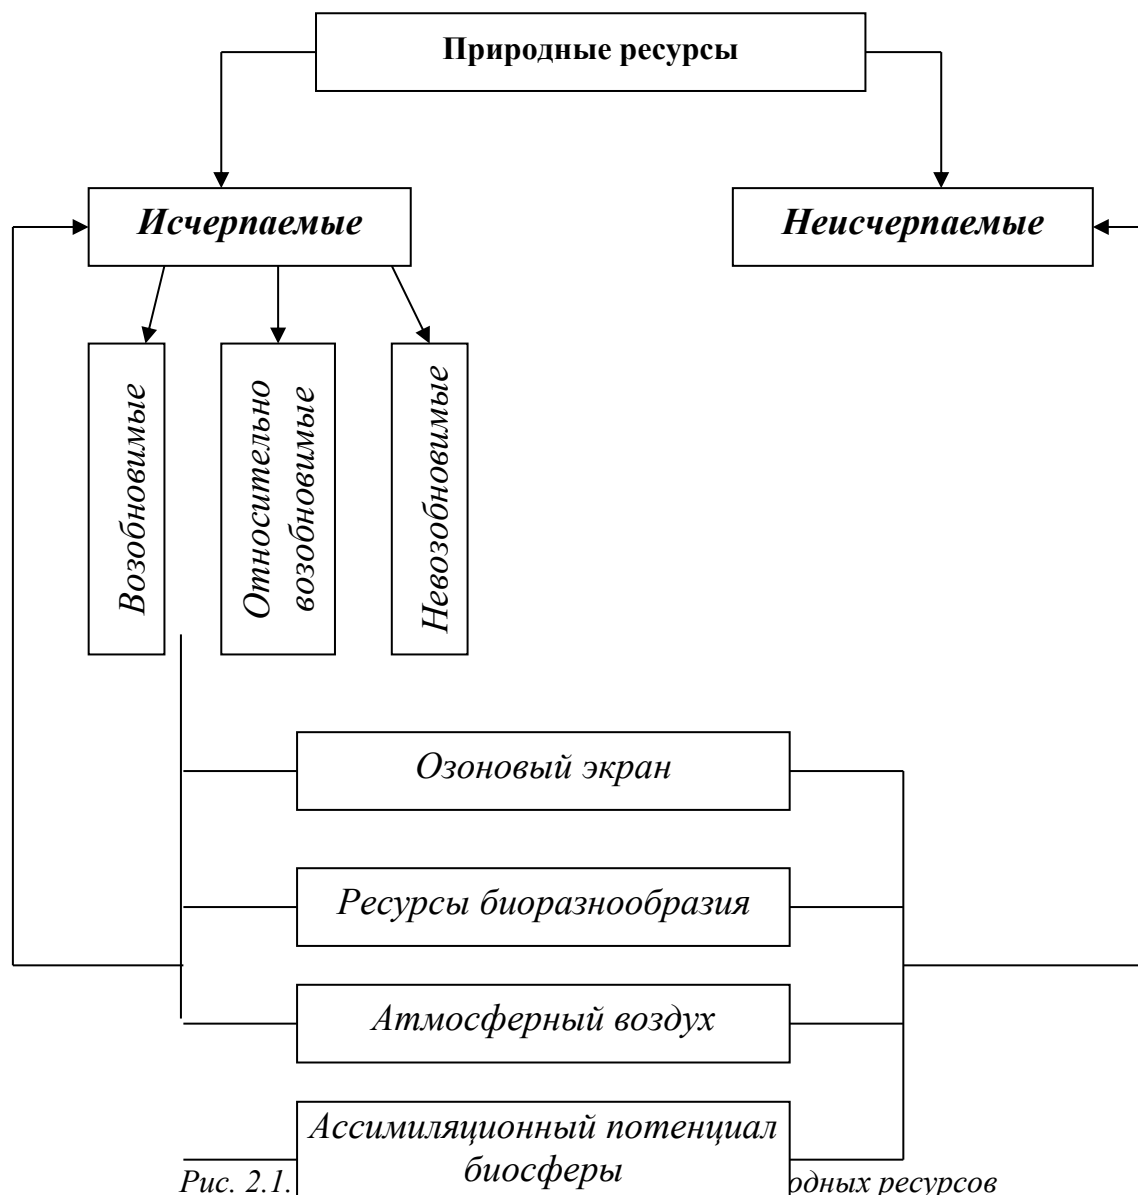 Природные ресурсы
Исчерпаемые
Неисчерпаемые
Возобновимые
Относительно
возобновимые
Невозобновимые
Озоновый экран
Ресурсы биоразнообразия
Атмосферный воздух
Ассимиляционный потенциал
биосферы
Рис. 2.1. одных ресурсов